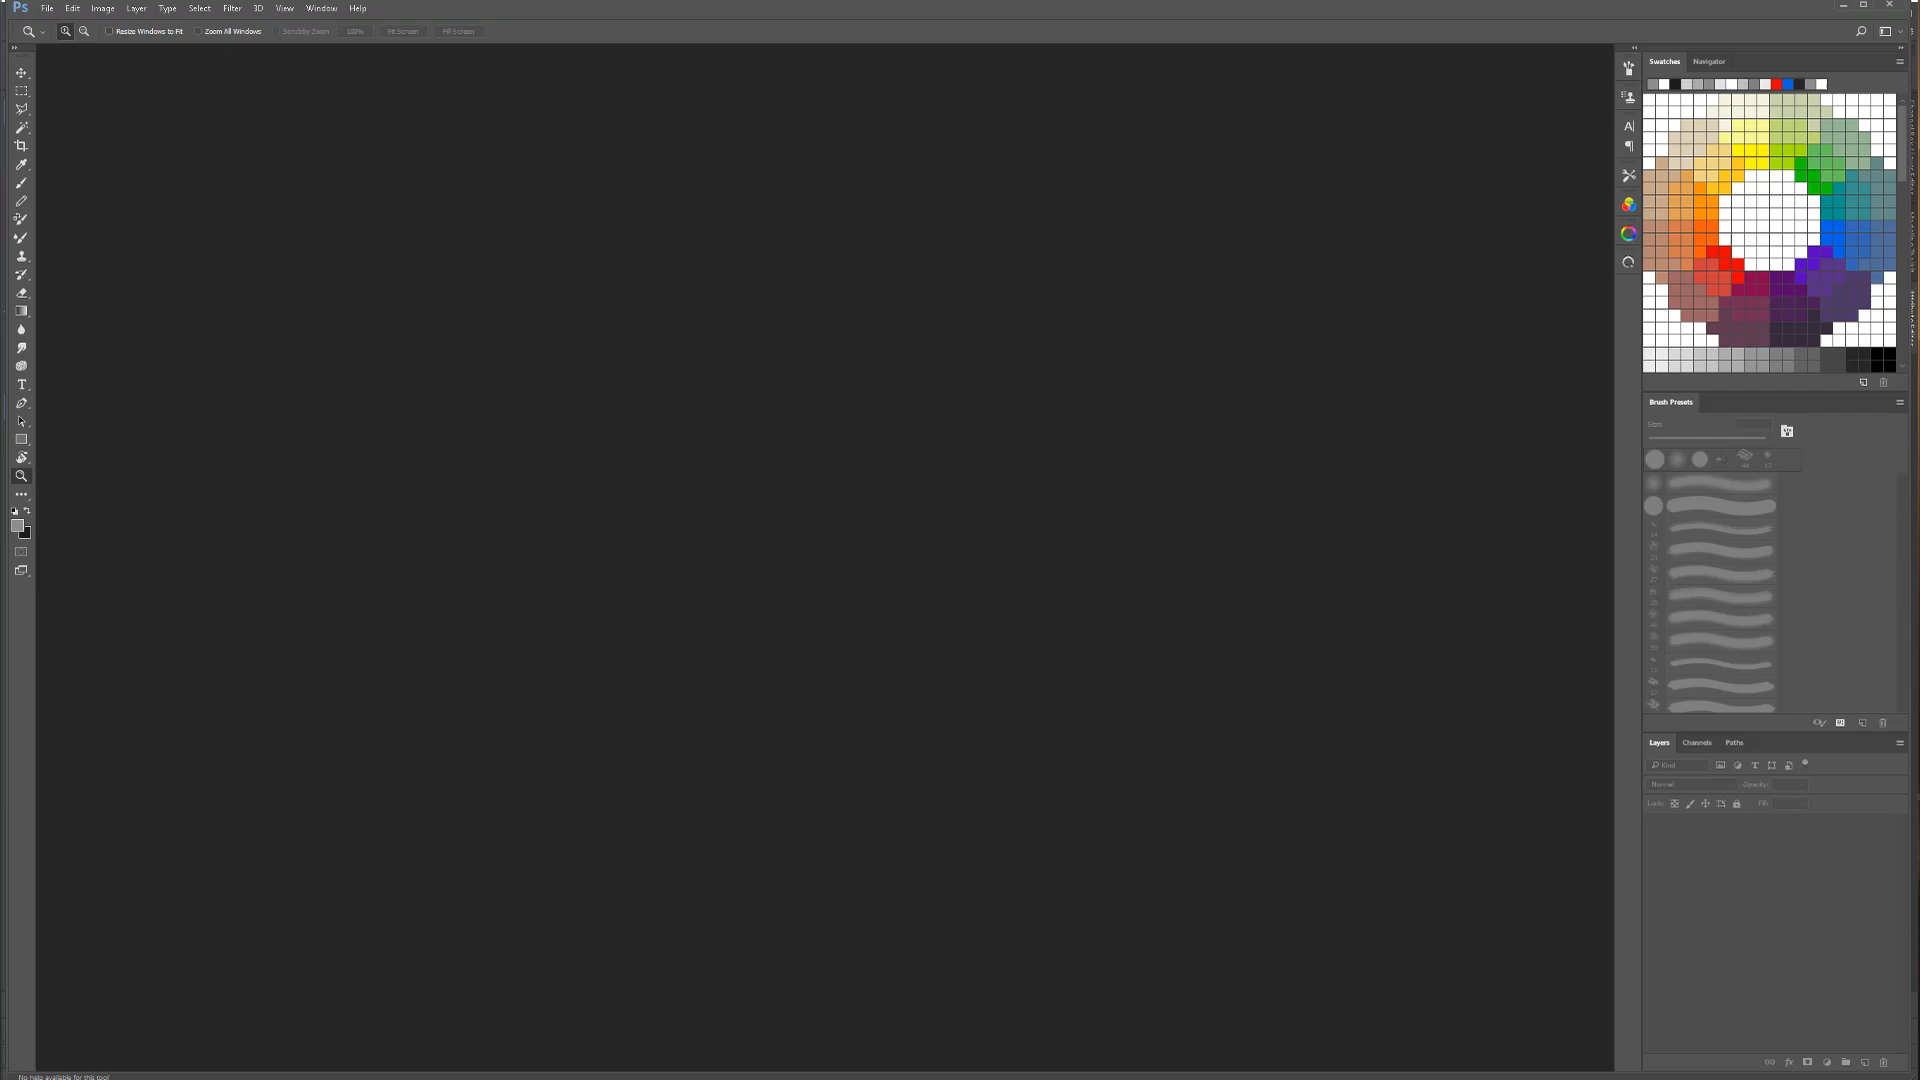 Ps File Edit Image Layer Type Select Filter 3D View Window Help
Resize Windows to Fit Zoom All Windows Scrubby Zoom 100% Fit Screen Fill Screen
Swatches Navigator
Brush Presets
Size:
Layers Channels Paths
Kind
Normal Opacity:
Lock: Fill:
No help available for this tool
Attribute Editor